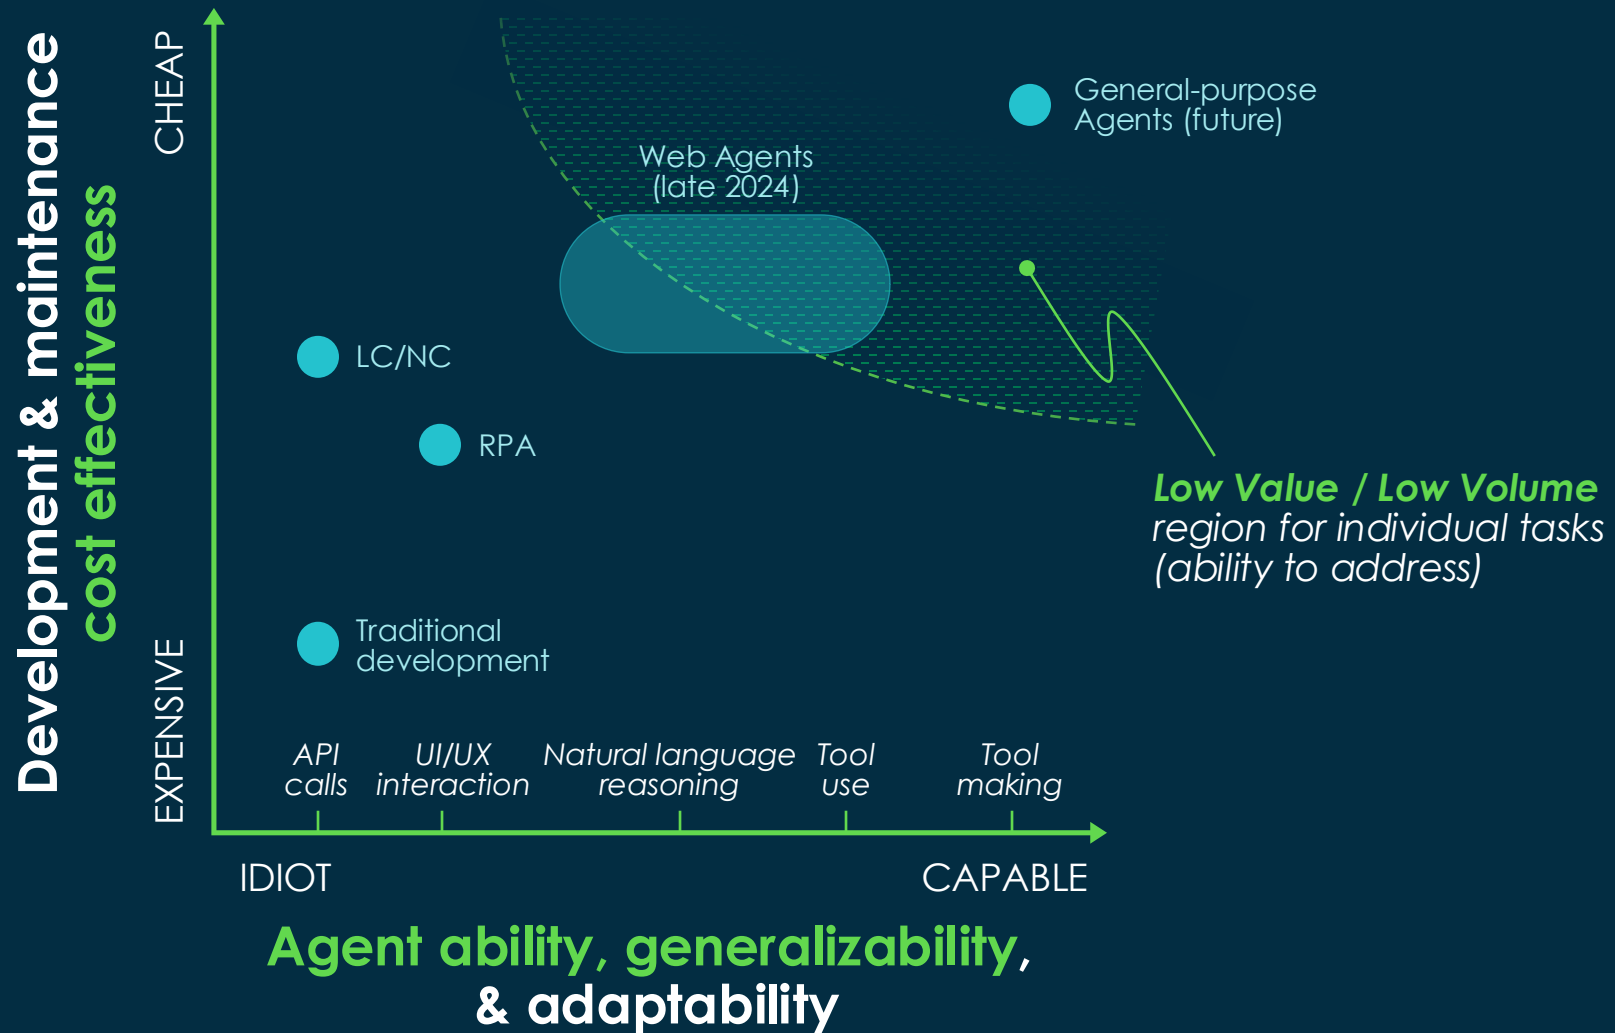 Development & maintenance
cost effectiveness
CHEAP
EXPENSIVE
General-purpose
Agents (future)
Web Agents
(late 2024)
LC/NC
RPA
Low Value / Low Volume
region for individual tasks
(ability to address)
Traditional
development
API
calls
UI/UX
interaction
Natural language
reasoning
Tool
use
Tool
making
IDIOT
CAPABLE
Agent ability, generalizability,
& adaptability